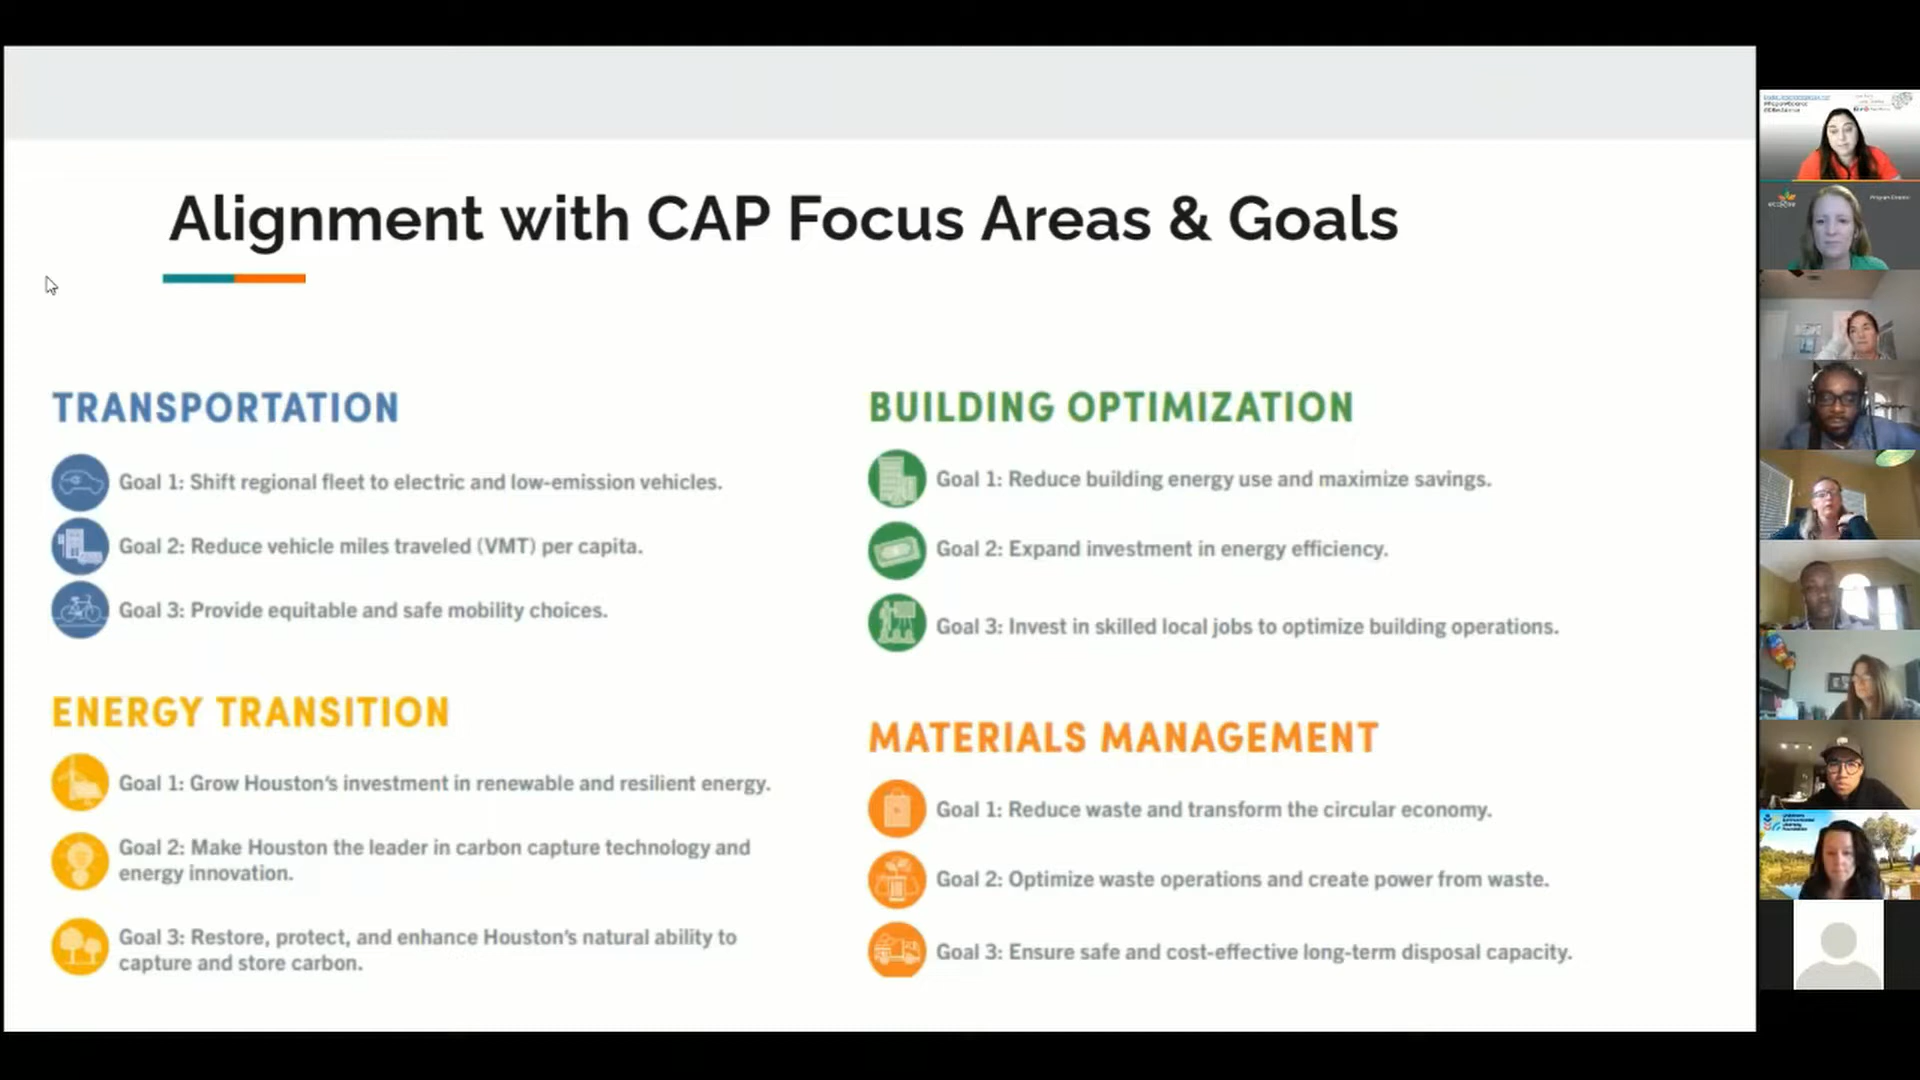 Alignment with CAP Focus Areas & Goals
TRANSPORTATION
Goal 1: Shift regional fleet to electric and low-emission vehicles.
Goal 2: Reduce vehicle miles traveled (VMT) per capita.
Goal 3: Provide equitable and safe mobility choices.
ENERGY TRANSITION
Goal 1: Grow Houston's investment in renewable and resilient energy.
Goal 2: Make Houston the leader in carbon capture technology and
energy innovation.
Goal 3: Restore, protect, and enhance Houston's natural ability to
capture and store carbon.
BUILDING OPTIMIZATION
Goal 1: Reduce building energy use and maximize savings.
Goal 2: Expand investment in energy efficiency.
Goal 3: Invest in skilled local jobs to optimize building operations.
MATERIALS MANAGEMENT
Goal 1: Reduce waste and transform the circular economy.
Goal 2: Optimize waste operations and create power from waste.
Goal 3: Ensure safe and cost-effective long-term disposal capacity.
Program Director